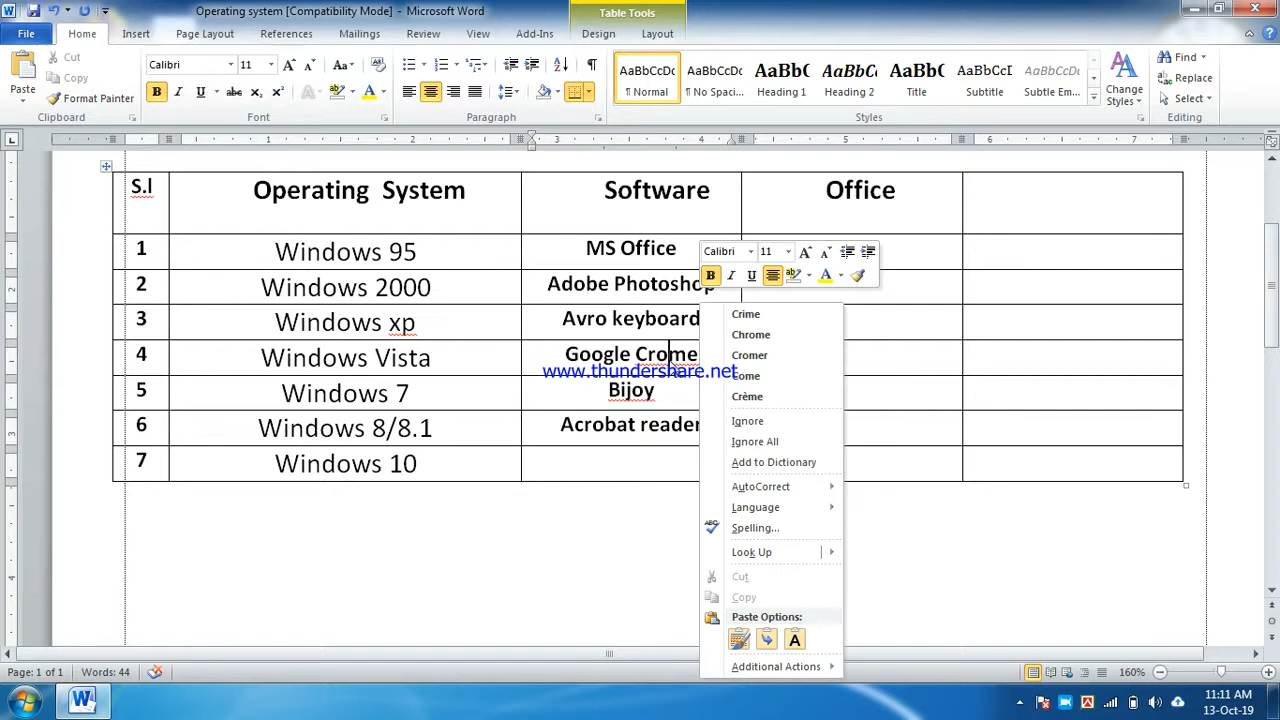 Operating system [Compatibility Mode] - Microsoft Word
Table Tools
File Home Insert Page Layout References Mailings Review View Add-Ins Design Layout
Paste
Cut
Copy
Format Painter
Clipboard
Calibri 11
Font
Paragraph
AaBbCcDc AaBbCcDc AaBbC AaBbCc AaBbC AaBbCcDc AaBbCcDc
¶ Normal ¶ No Spaci... Heading 1 Heading 2 Title Subtitle Subtle Em...
Change Styles
Styles
Find
Replace
Select
Editing
2 3 4 6 7
S.l Operating System Software Office
1 Windows 95 MS Office
2 Windows 2000 Adobe Photoshop
3 Windows xp Avro keyboard
4 Windows Vista Google Crome
www.thundershare.net
5 Windows 7 Bijoy
6 Windows 8/8.1 Acrobat reader
7 Windows 10
Calibri 11
Crime
Chrome
Cromer
Come
Crème
Ignore
Ignore All
Add to Dictionary
AutoCorrect
Language
Spelling...
Look Up
Cut
Copy
Paste Options:
Additional Actions
Page: 1 of 1 Words: 44 160%
11:11 AM
13-Oct-19